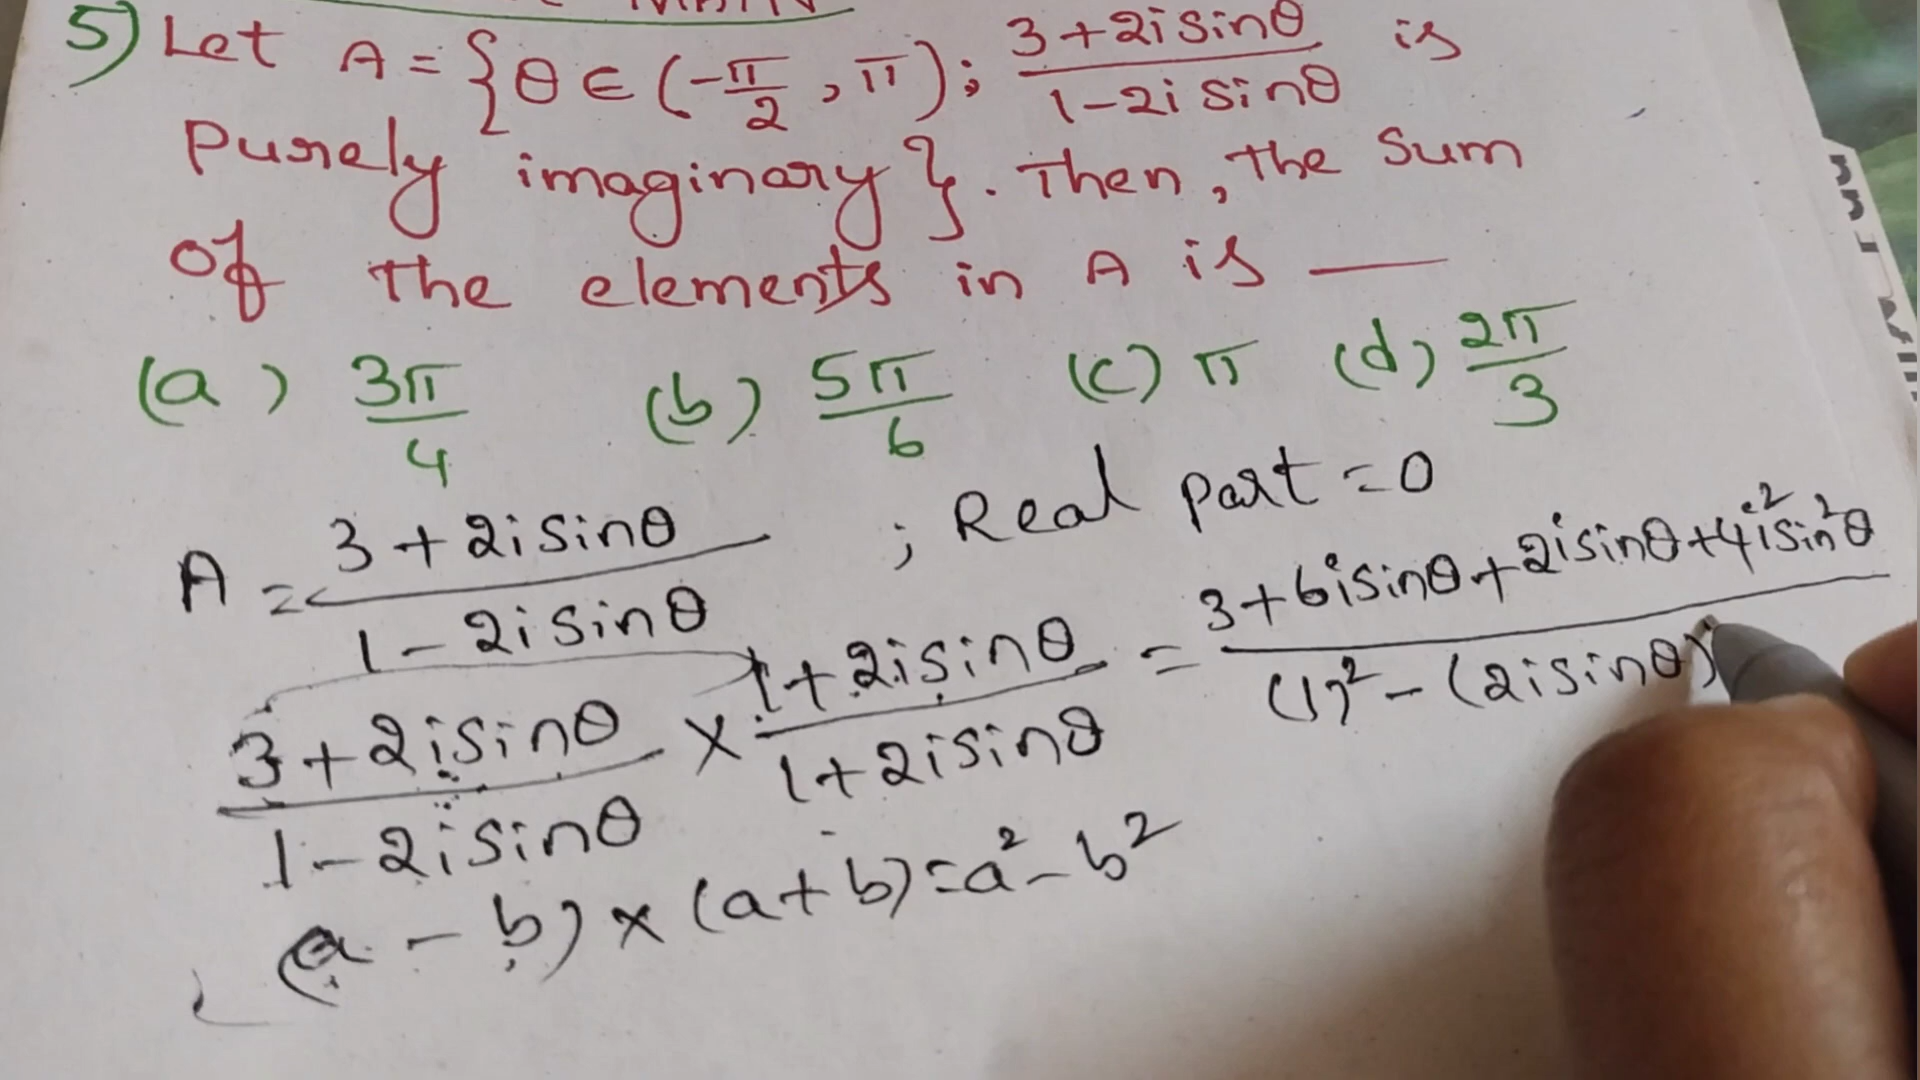 5) Let A = {θ ∈ (-π/2, π); (3+2i sinθ)/(1-2i sinθ) is
Purely imaginary}. Then, the sum
of the elements in A is ___
(a) 3π/4 (b) 5π/6 (c) π (d) 2π/3
A = (3+2i sinθ)/(1-2i sinθ) ; Real part = 0
(3+2i sinθ)/(1-2i sinθ) × (1+2i sinθ)/(1+2i sinθ) = (3+6i sinθ+2i sinθ+4i² sin²θ)/((1)²-(2i sinθ)
(a - b) × (a+b) = a² - b²